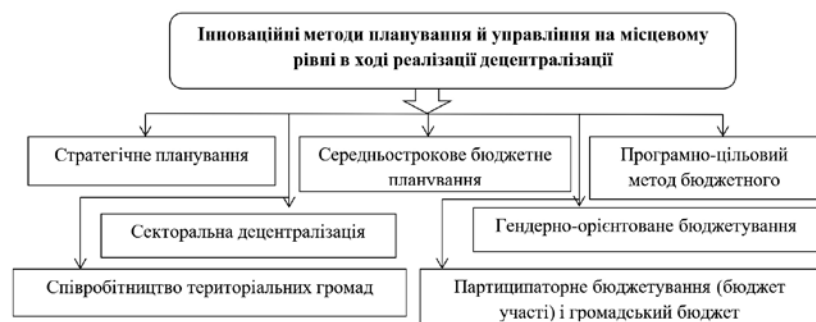 Інноваційні методи планування й управління на місцевому
рівні в ході реалізації децентралізації
Стратегічне планування
Середньострокове бюджетне
планування
Програмно-цільовий
метод бюджетного
Секторальна децентралізація
Гендерно-орієнтоване бюджетування
Співробітництво територіальних громад
Партиципаторне бюджетування (бюджет
участі) і громадський бюджет